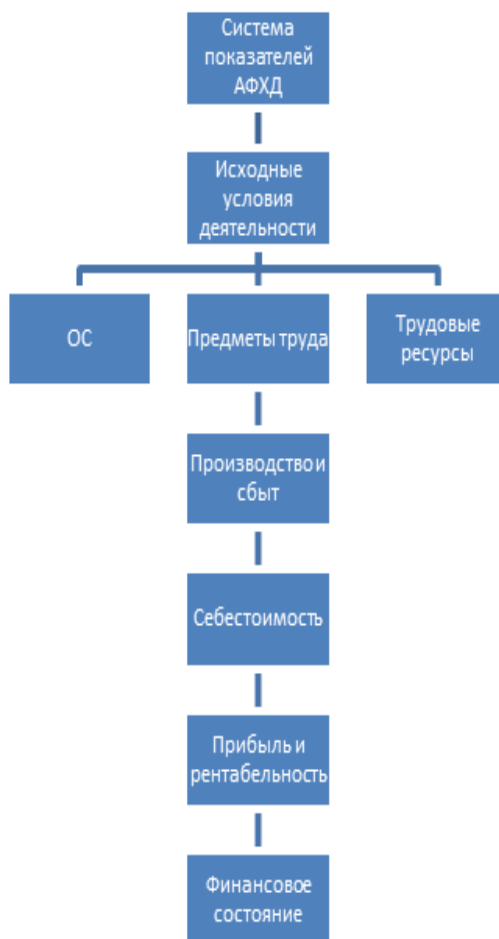 Система
показателей
АФХД
Исходные
условия
деятельности
ОС
Предметы труда
Трудовые
ресурсы
Производство и
сбыт
Себестоимость
Прибыль и
рентабельность
Финансовое
состояние